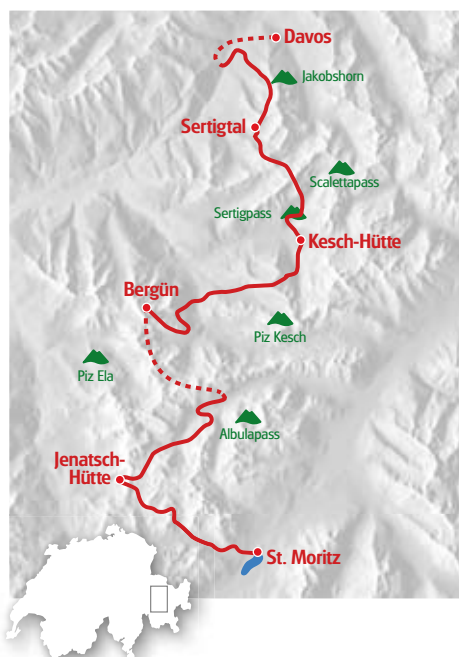 Davos
Jakobshorn
Sertigtal
Scalettapass
Sertigpass
Kesch-Hütte
Bergün
Piz Kesch
Piz Ela
Albulapass
Jenatsch-
Hütte
St. Moritz